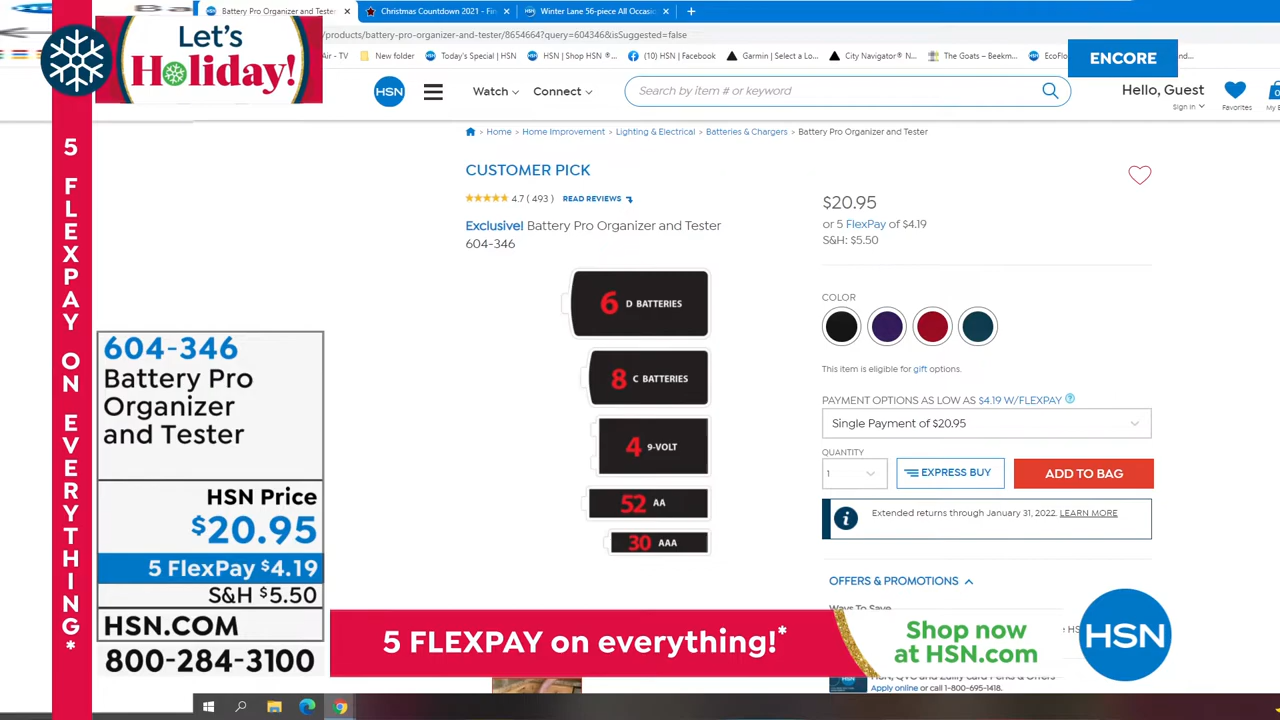 Battery Pro Organizer and Tester
Christmas Countdown 2021 - Fin
Winter Lane 56-piece All Occasio
/products/battery-pro-organizer-and-tester/8654664?query=604346&isSuggested=false
Air - TV
New folder
Today's Special | HSN
HSN | Shop HSN ®...
(10) HSN | Facebook
Garmin | Select a Lo...
City Navigator® N...
The Goats – Beekm...
EcoFlo
Let's
Holiday!
ENCORE
HSN
Watch
Connect
Search by item # or keyword
Hello, Guest
Sign in
Favorites
My B
0
Home > Home Improvement > Lighting & Electrical > Batteries & Chargers > Battery Pro Organizer and Tester
CUSTOMER PICK
4.7 ( 493 ) READ REVIEWS
Exclusive! Battery Pro Organizer and Tester
604-346
6 D BATTERIES
8 C BATTERIES
4 9-VOLT
52 AA
30 AAA
$20.95
or 5 FlexPay of $4.19
S&H: $5.50
COLOR
This item is eligible for gift options.
PAYMENT OPTIONS AS LOW AS $4.19 W/FLEXPAY
Single Payment of $20.95
QUANTITY
1
EXPRESS BUY
ADD TO BAG
Extended returns through January 31, 2022. LEARN MORE
OFFERS & PROMOTIONS
Ways To Save
HSN, QVC and Zulily Card Perks & Offers
Apply online or call 1-800-695-1418.
5 FLEXPAY ON EVERYTHING*
604-346
Battery Pro
Organizer
and Tester
HSN Price
$20.95
5 FlexPay $4.19
S&H $5.50
HSN.COM
800-284-3100
5 FLEXPAY on everything!*
Shop now
at HSN.com
HSN